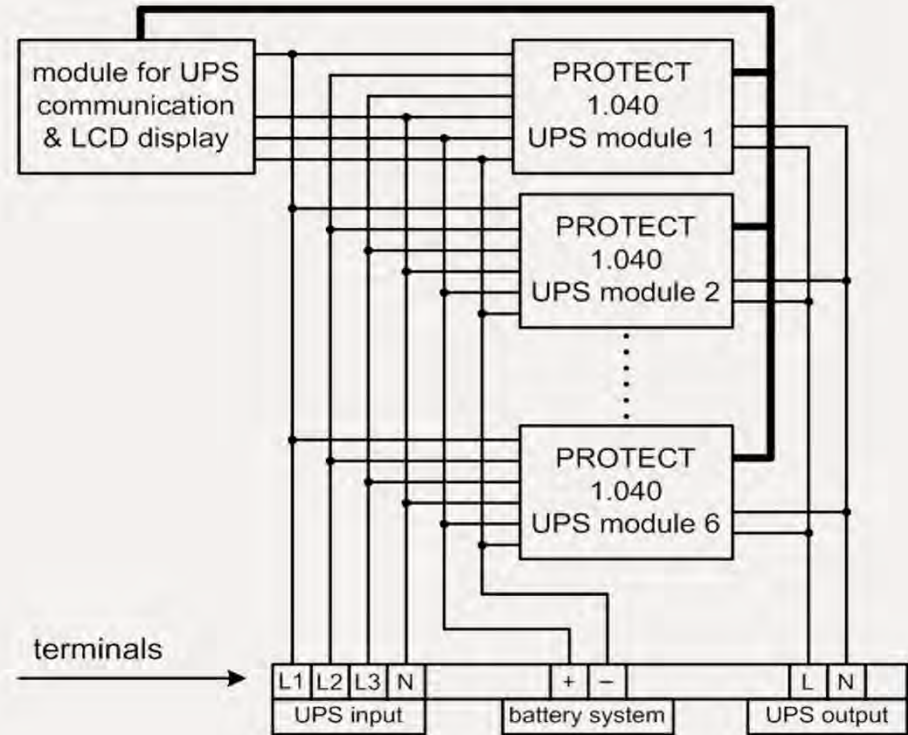 module for UPS
communication
& LCD display
PROTECT
1.040
UPS module 1
PROTECT
1.040
UPS module 2
PROTECT
1.040
UPS module 6
terminals
L1 L2 L3 N + – L N
UPS input battery system UPS output